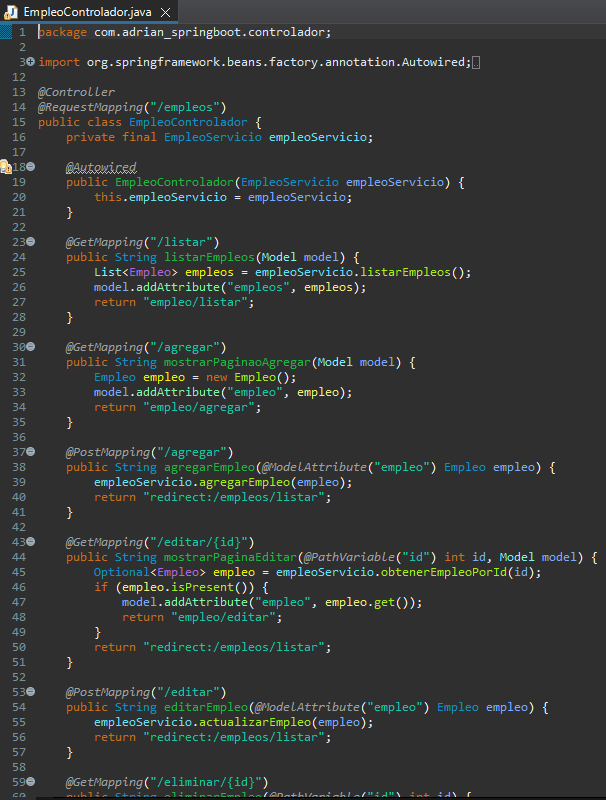 EmpleoControlador.java
1 package com.adrian_springboot.controlador;
2
3 import org.springframework.beans.factory.annotation.Autowired;
12
13 @Controller
14 @RequestMapping("/empleos")
15 public class EmpleoControlador {
16 private final EmpleoServicio empleoServicio;
17
18 @Autowired
19 public EmpleoControlador(EmpleoServicio empleoServicio) {
20 this.empleoServicio = empleoServicio;
21 }
22
23 @GetMapping("/listar")
24 public String listarEmpleos(Model model) {
25 List<Empleo> empleos = empleoServicio.listarEmpleos();
26 model.addAttribute("empleos", empleos);
27 return "empleo/listar";
28 }
29
30 @GetMapping("/agregar")
31 public String mostrarPaginaoAgregar(Model model) {
32 Empleo empleo = new Empleo();
33 model.addAttribute("empleo", empleo);
34 return "empleo/agregar";
35 }
36
37 @PostMapping("/agregar")
38 public String agregarEmpleo(@ModelAttribute("empleo") Empleo empleo) {
39 empleoServicio.agregarEmpleo(empleo);
40 return "redirect:/empleos/listar";
41 }
42
43 @GetMapping("/editar/{id}")
44 public String mostrarPaginaEditar(@PathVariable("id") int id, Model model) {
45 Optional<Empleo> empleo = empleoServicio.obtenerEmpleoPorId(id);
46 if (empleo.isPresent()) {
47 model.addAttribute("empleo", empleo.get());
48 return "empleo/editar";
49 }
50 return "redirect:/empleos/listar";
51 }
52
53 @PostMapping("/editar")
54 public String editarEmpleo(@ModelAttribute("empleo") Empleo empleo) {
55 empleoServicio.actualizarEmpleo(empleo);
56 return "redirect:/empleos/listar";
57 }
58
59 @GetMapping("/eliminar/{id}")
60 public String eliminarEmpleo(@PathVariable("id") int id) {